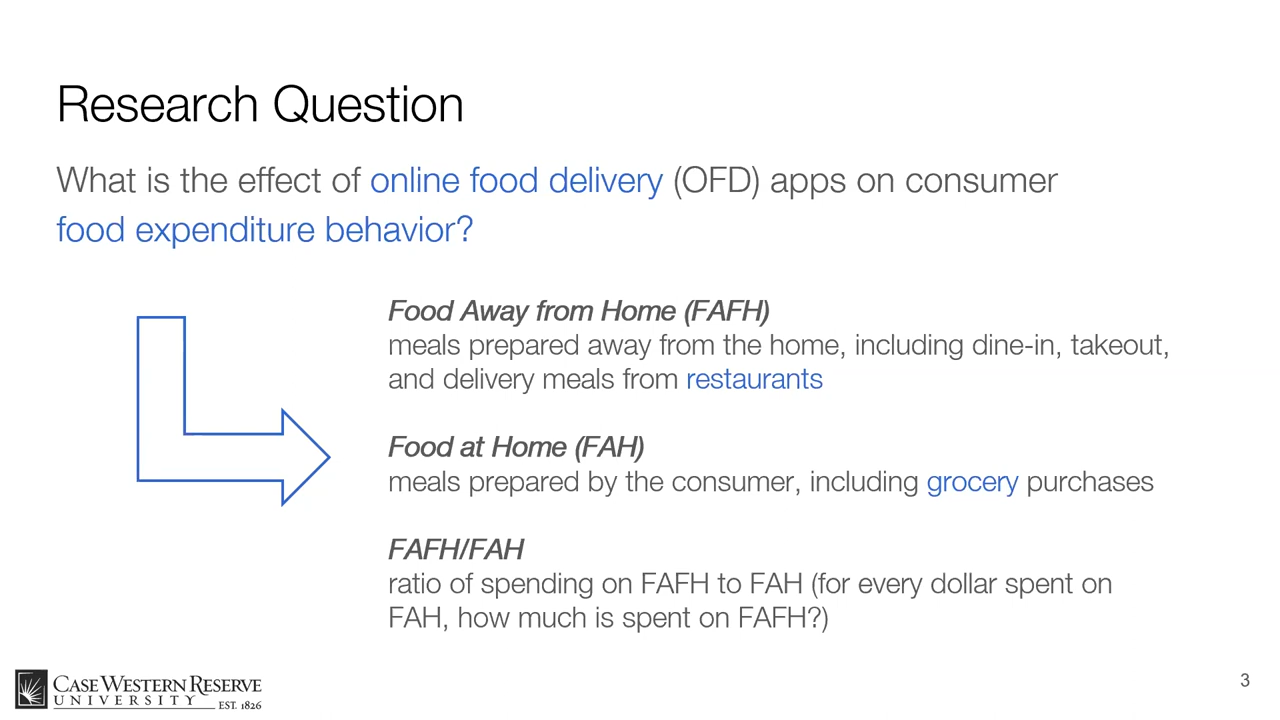 Research Question
What is the effect of online food delivery (OFD) apps on consumer
food expenditure behavior?
Food Away from Home (FAFH)
meals prepared away from the home, including dine-in, takeout,
and delivery meals from restaurants
Food at Home (FAH)
meals prepared by the consumer, including grocery purchases
FAFH/FAH
ratio of spending on FAFH to FAH (for every dollar spent on
FAH, how much is spent on FAFH?)
CASE WESTERN RESERVE
UNIVERSITY EST. 1826
3